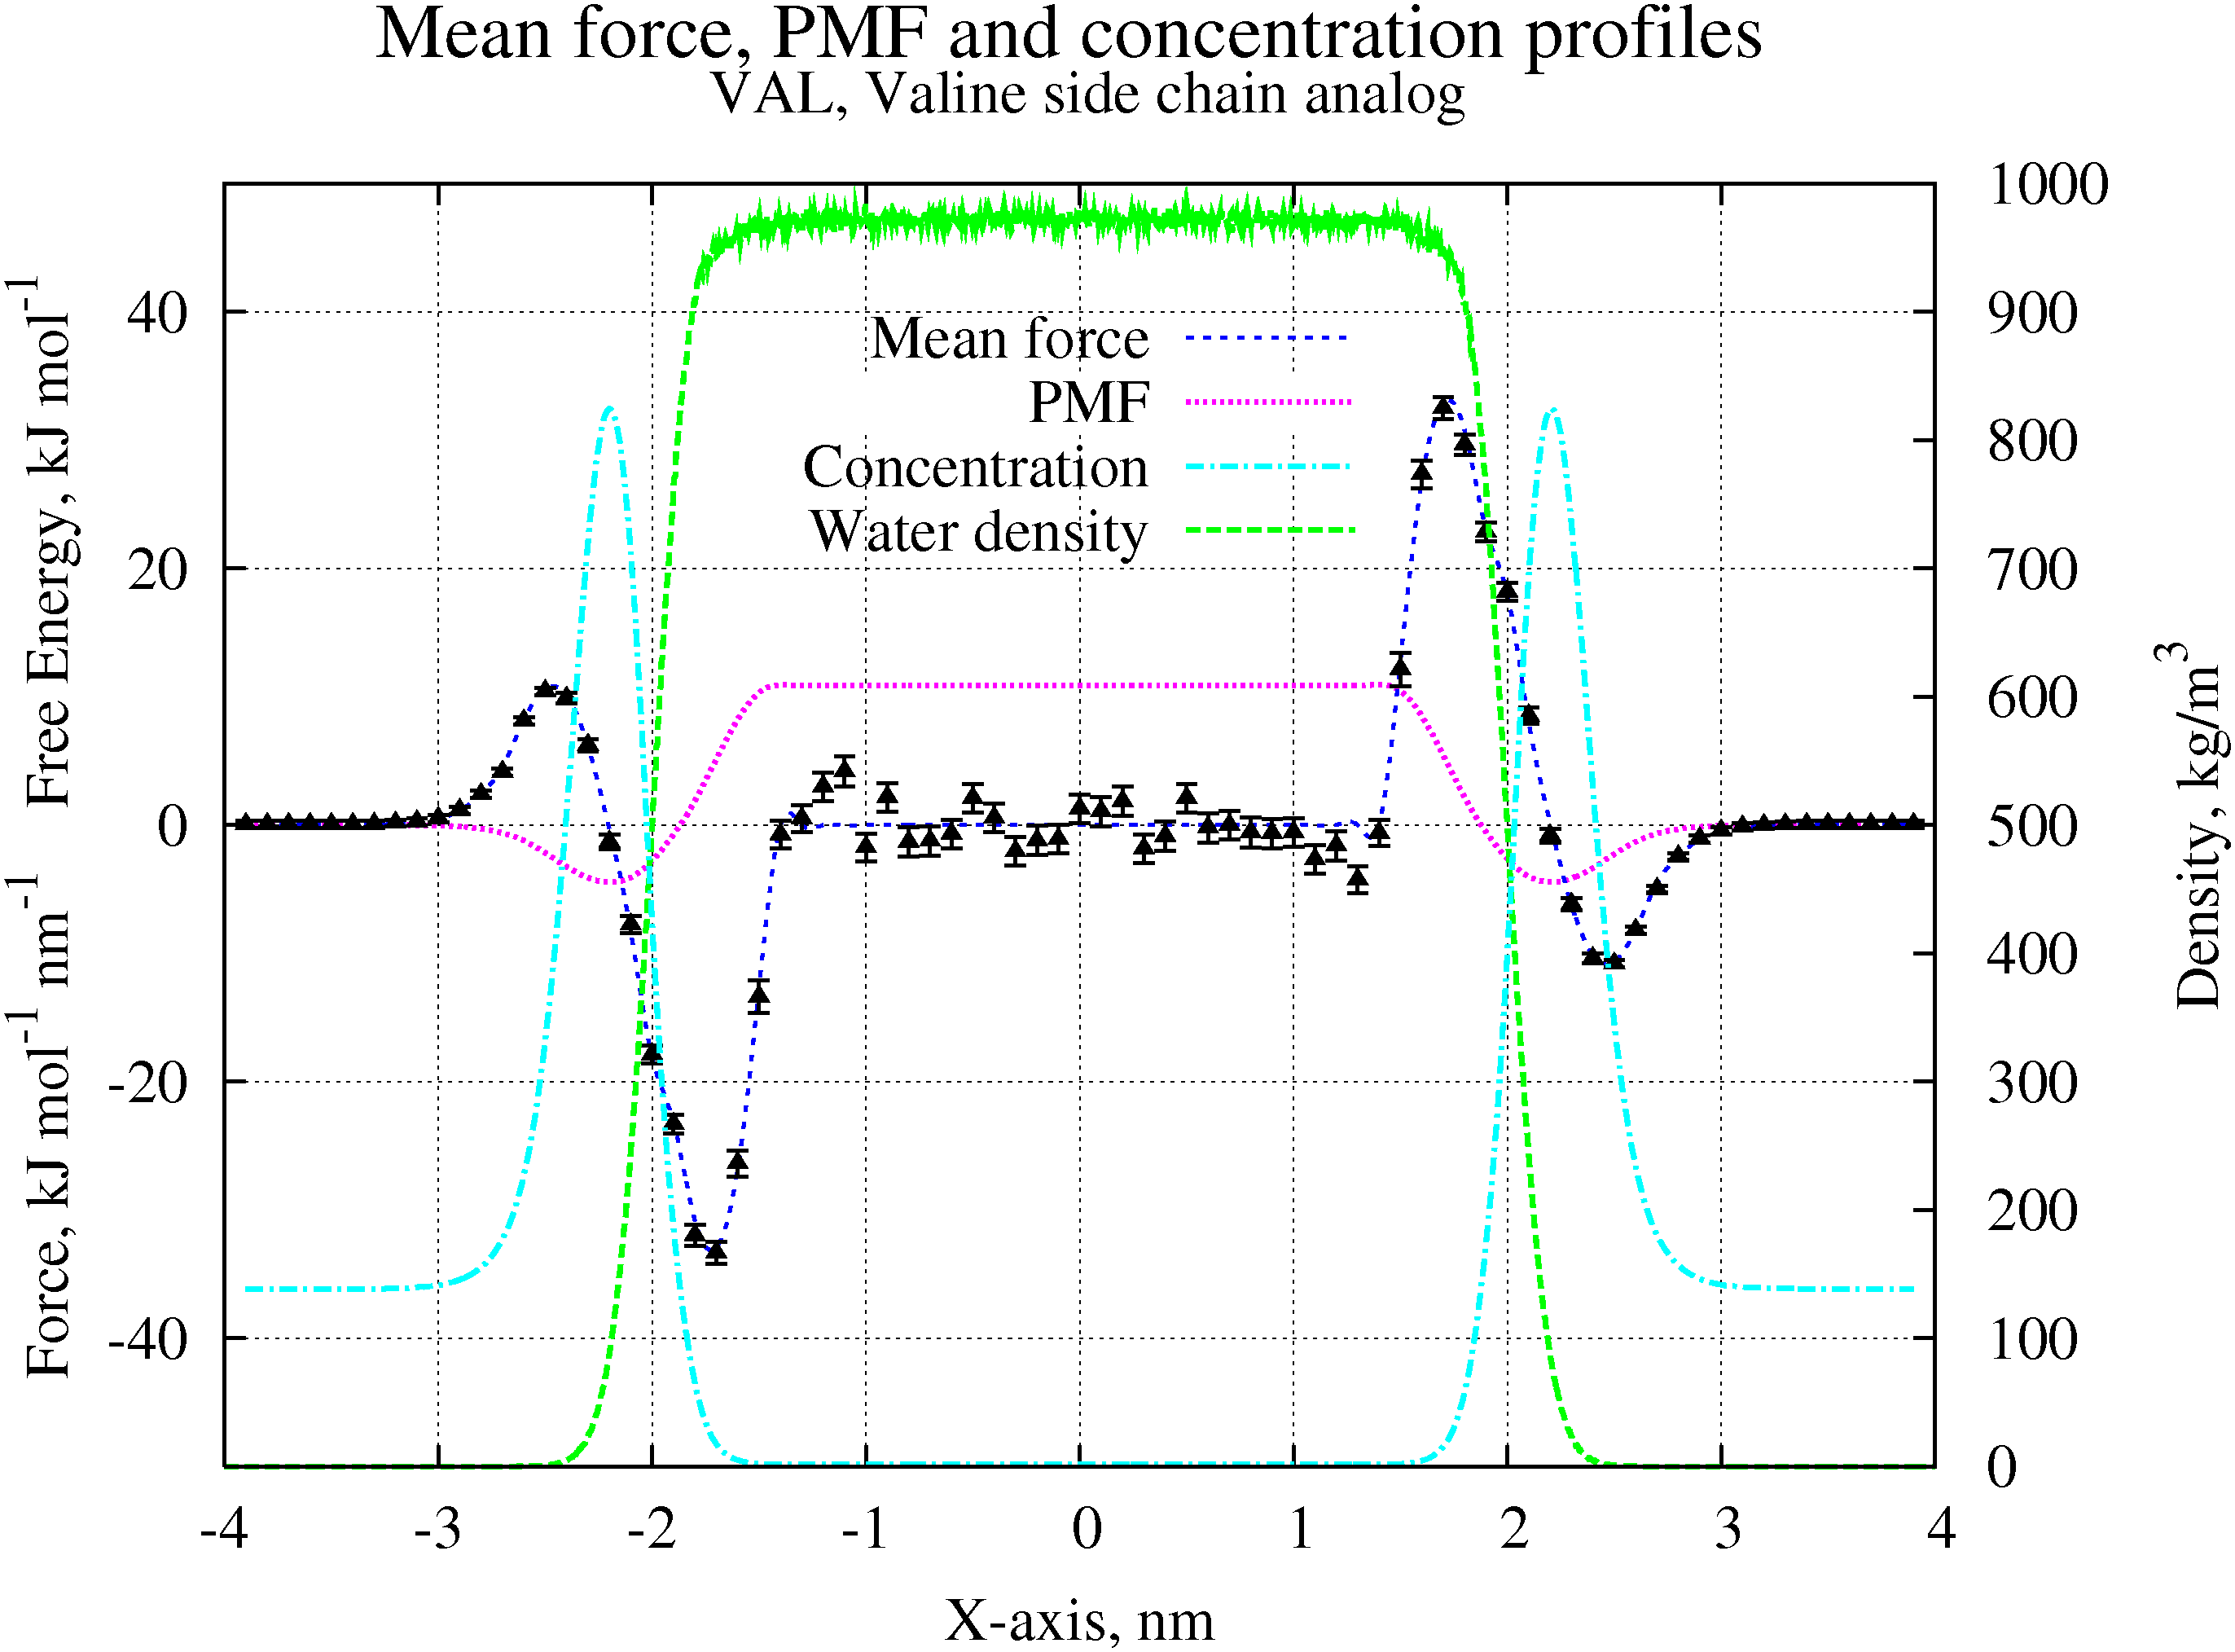 Mean force, PMF and concentration profiles
VAL, Valine side chain analog
Force, kJ mol⁻¹ nm⁻¹ Free Energy, kJ mol⁻¹
40
20
0
-20
-40
Mean force
PMF
Concentration
Water density
1000
900
800
700
600
500
400
300
200
100
0
Density, kg/m³
-4 -3 -2 -1 0 1 2 3 4
X-axis, nm